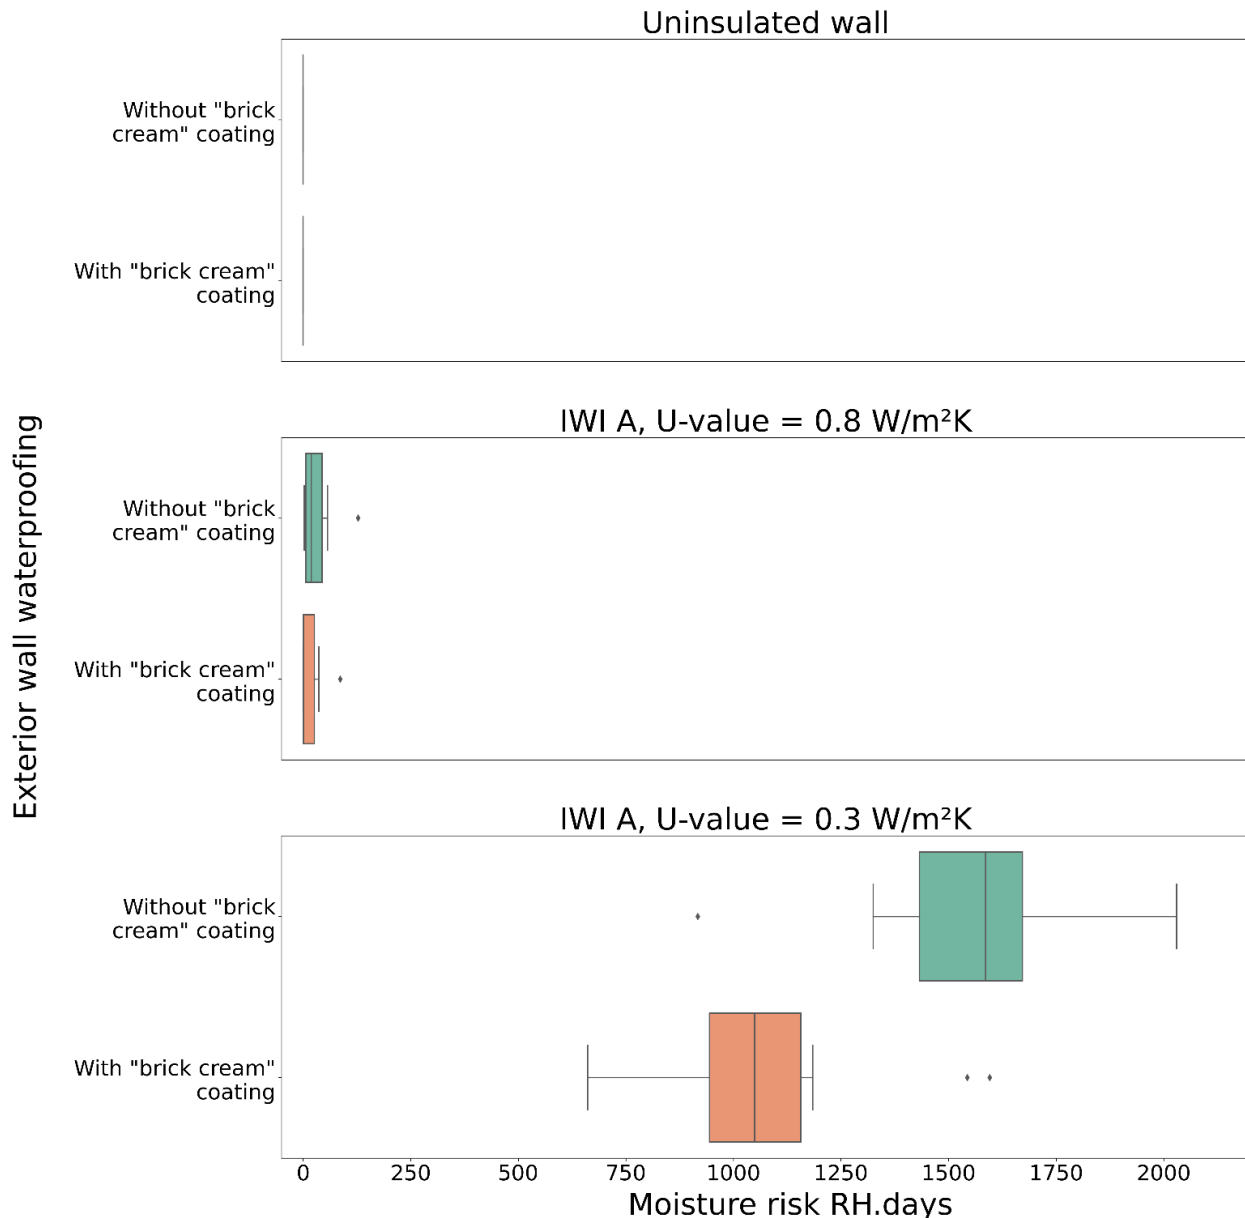 Uninsulated wall
Without "brick
cream" coating
With "brick cream"
coating
Exterior wall waterproofing
IWI A, U-value = 0.8 W/m²K
Without "brick
cream" coating
With "brick cream"
coating
IWI A, U-value = 0.3 W/m²K
Without "brick
cream" coating
With "brick cream"
coating
0 250 500 750 1000 1250 1500 1750 2000
Moisture risk RH.days